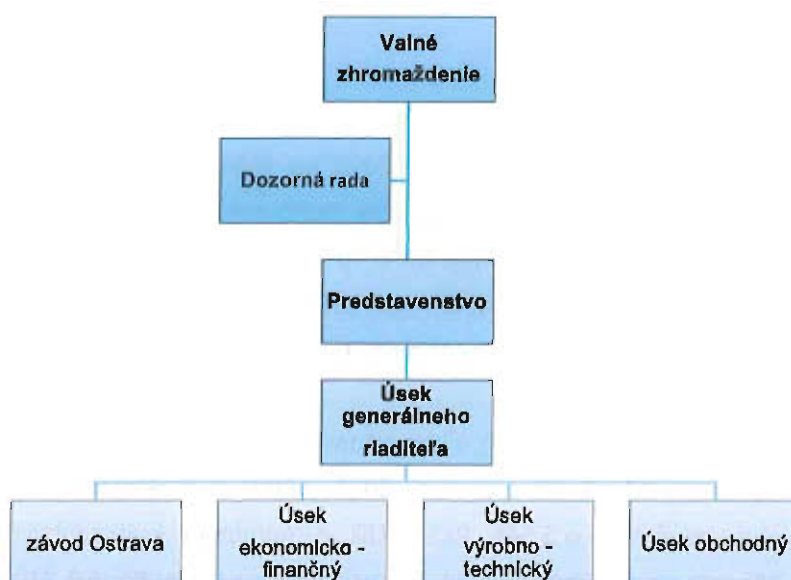 Valné
zhromaždenie
Dozorná rada
Predstavenstvo
Úsek
generálneho
riaditeľa
závod Ostrava
Úsek
ekonomicko -
finančný
Úsek
výrobno -
technický
Úsek obchodný